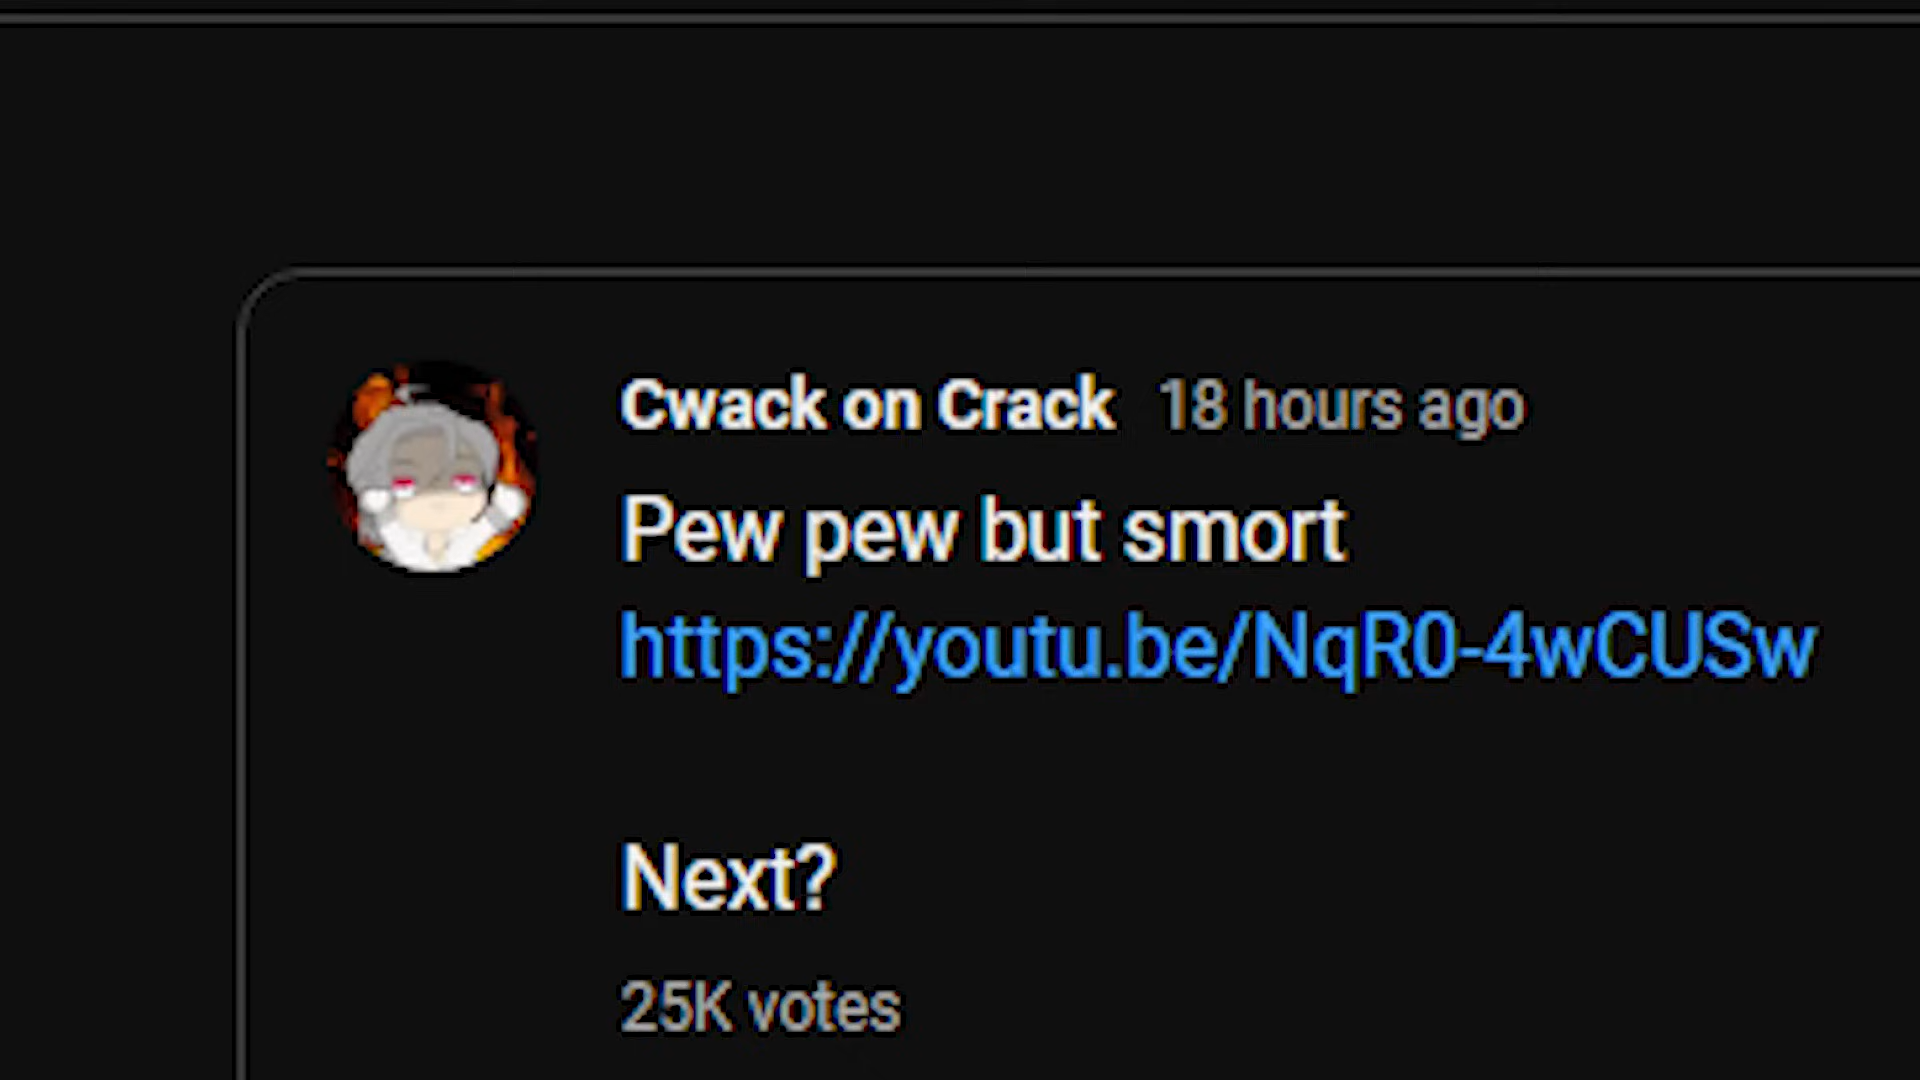 Cwack on Crack 18 hours ago
Pew pew but smort
https://youtu.be/NqR0-4wCUSw
Next?
25K votes